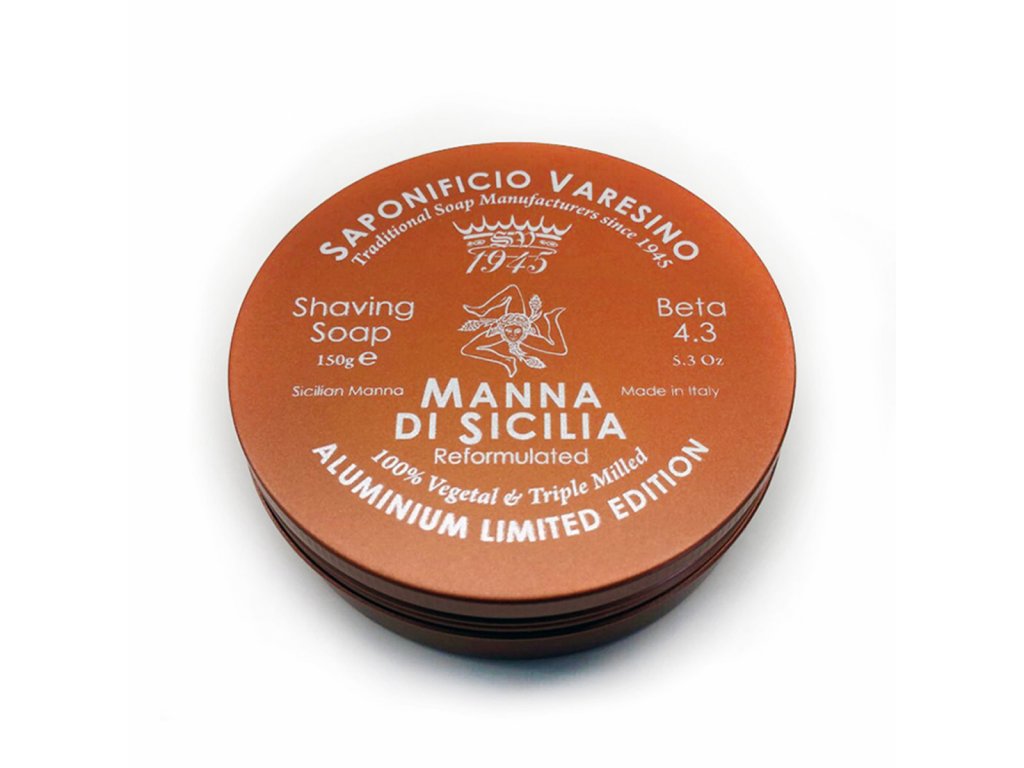 SAPONIFICIO VARESINO
Traditional Soap Manufacturers since 1945
SV
1945
Shaving
Soap
150g e
Beta
4.3
5.3 Oz
Sicilian Manna
MANNA
DI SICILIA
Made in Italy
Reformulated
100% Vegetal & Triple Milled
ALUMINIUM LIMITED EDITION